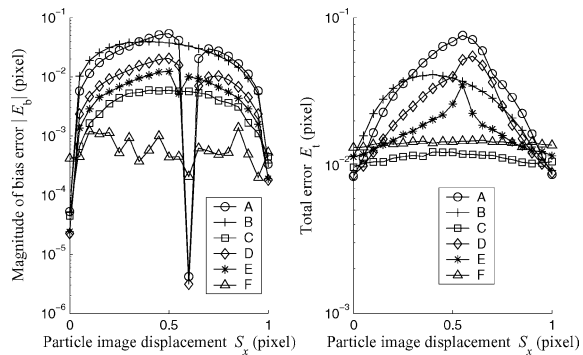 10⁻¹
10⁻²
10⁻³
10⁻⁴
10⁻⁵
10⁻⁶
Magnitude of bias error |E_b| (pixel)
A
B
C
D
E
F
0 0.5 1
Particle image displacement S_x (pixel)
10⁻¹
10⁻²
10⁻³
Total error E_t (pixel)
A
B
C
D
E
F
0 0.5 1
Particle image displacement S_x (pixel)